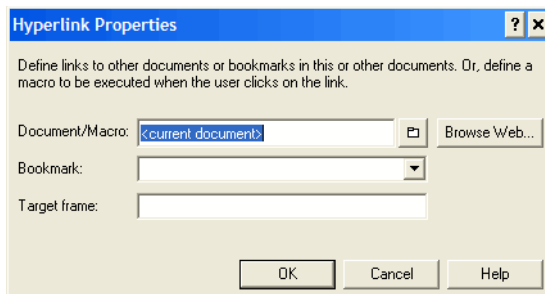 Hyperlink Properties
Define links to other documents or bookmarks in this or other documents. Or, define a
macro to be executed when the user clicks on the link.
Document/Macro: <current document> Browse Web...
Bookmark:
Target frame:
OK Cancel Help